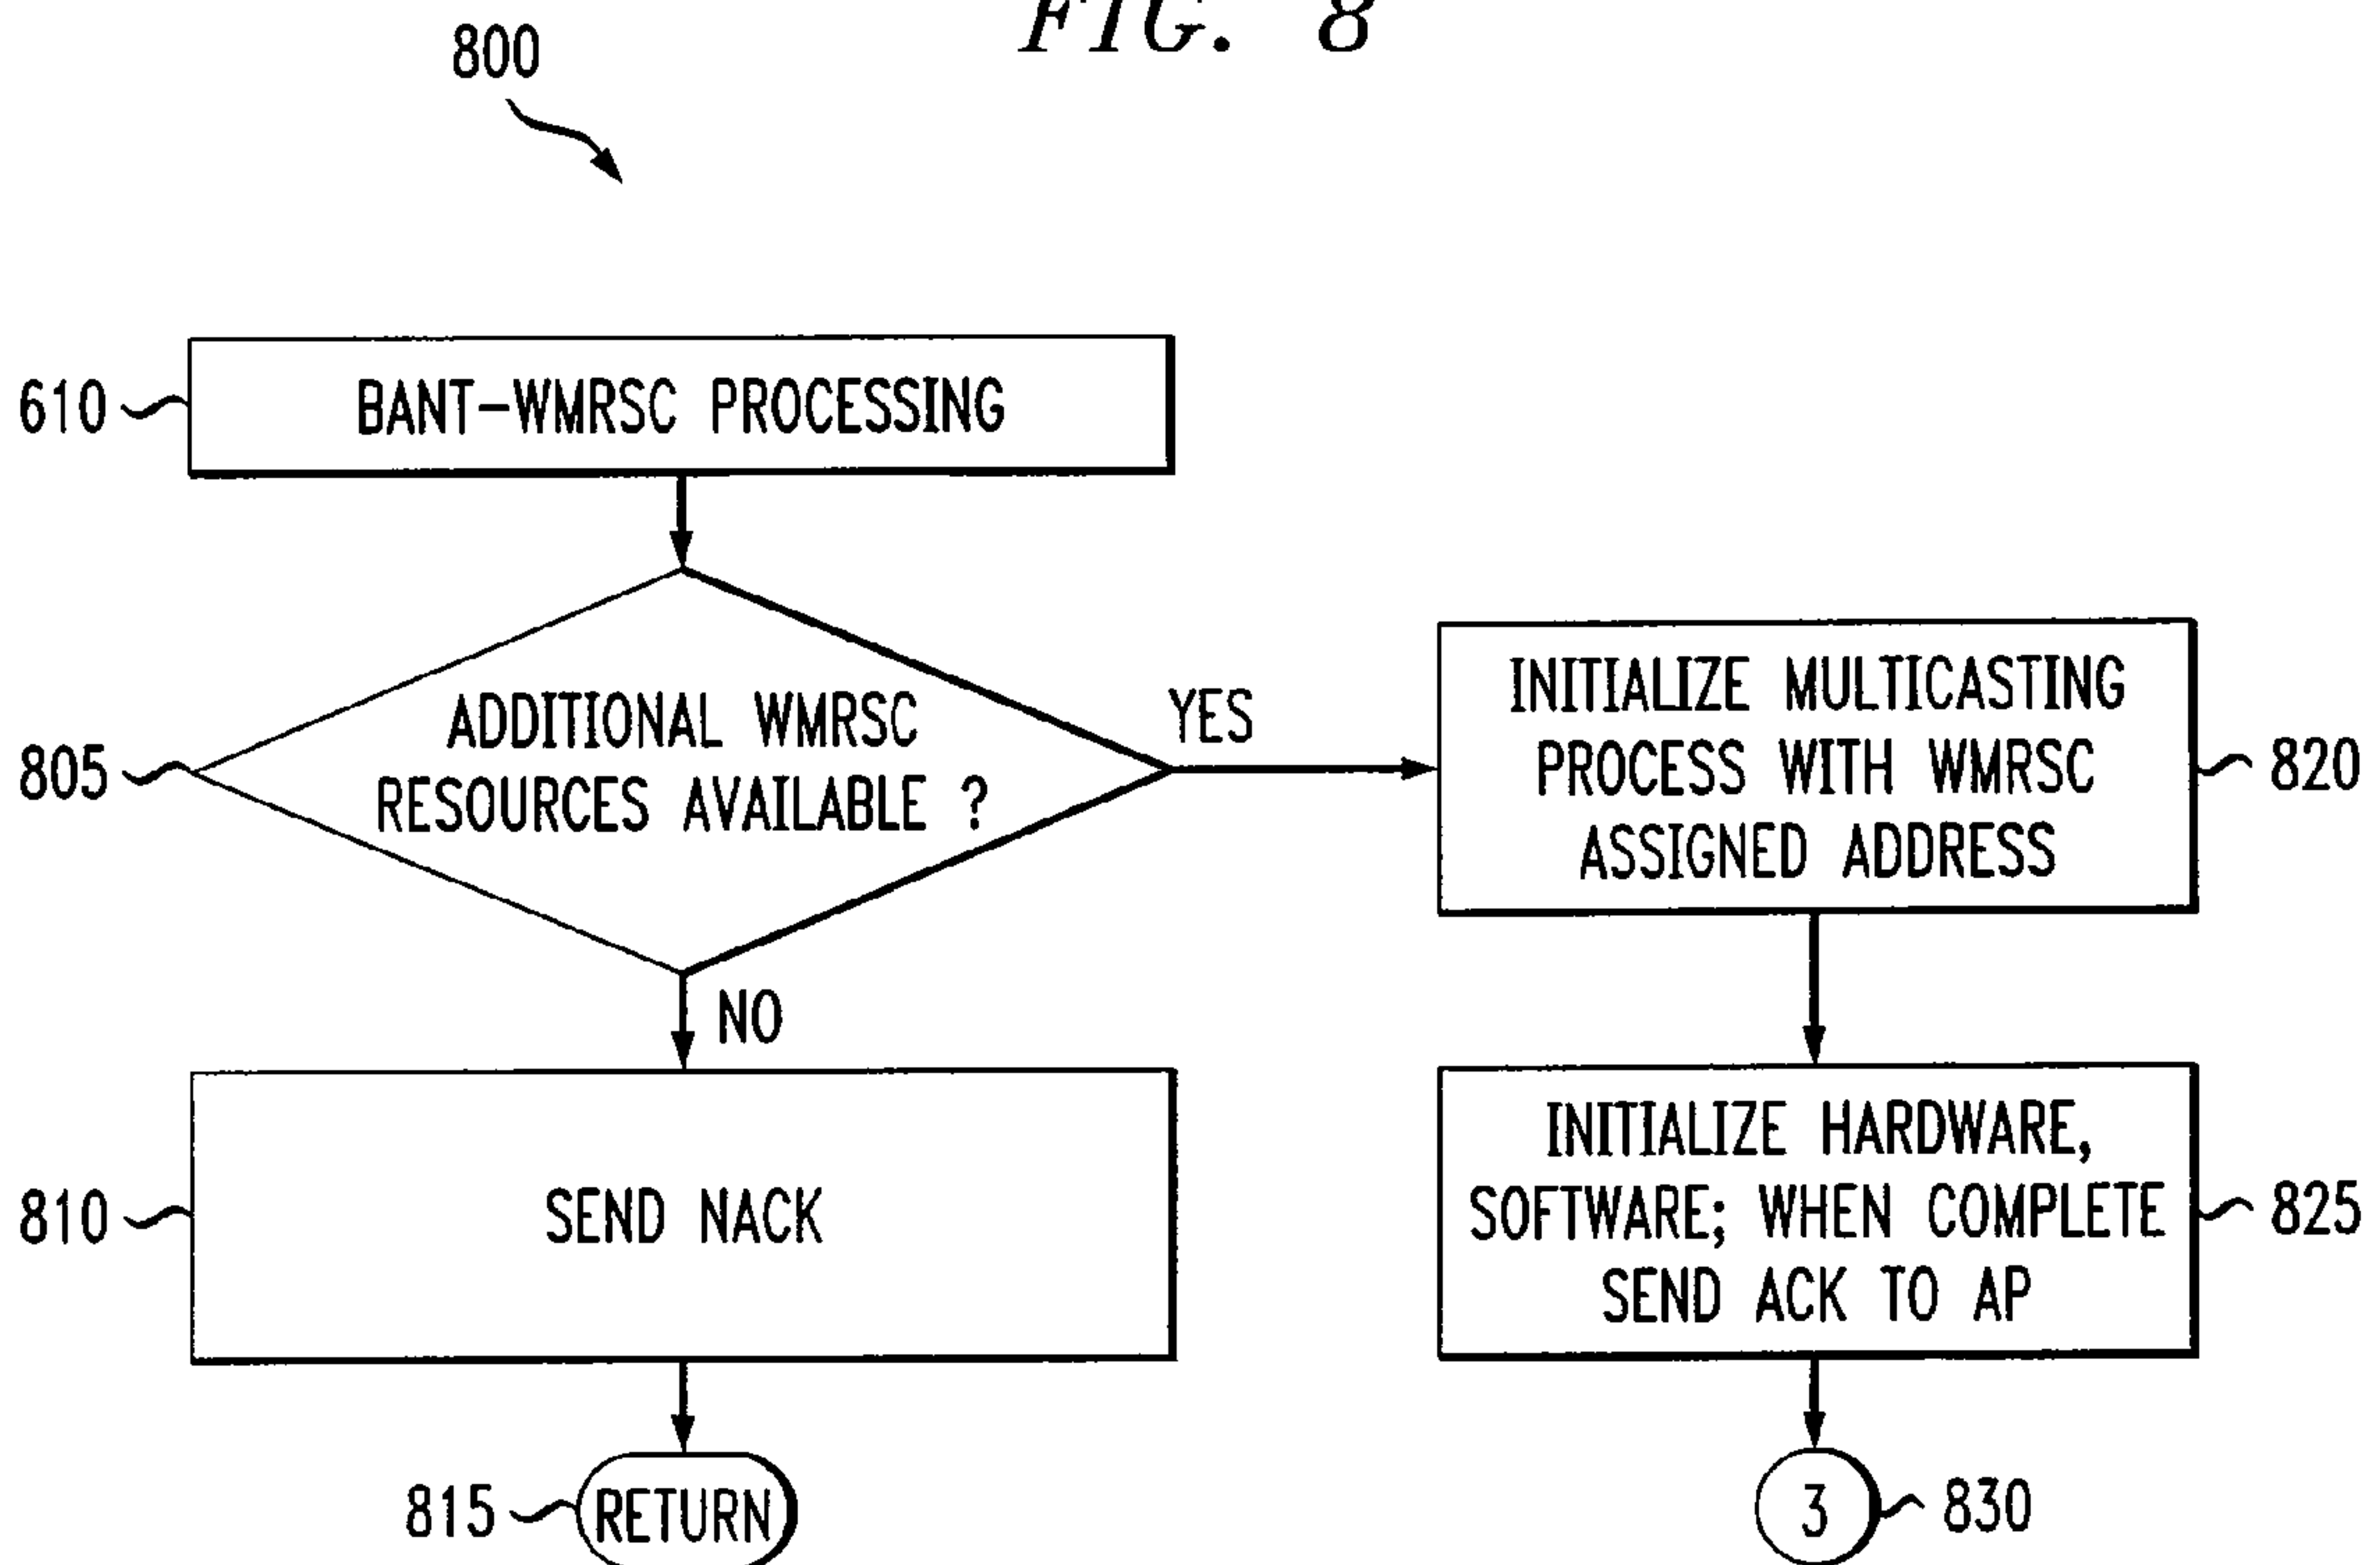 FIG. 8
800
610
BANT-WMRSC PROCESSING
805
ADDITIONAL WMRSC
RESOURCES AVAILABLE ?
YES
NO
INITIALIZE MULTICASTING
PROCESS WITH WMRSC
ASSIGNED ADDRESS
820
810
SEND NACK
INITIALIZE HARDWARE,
SOFTWARE; WHEN COMPLETE
SEND ACK TO AP
825
815
RETURN
3
830